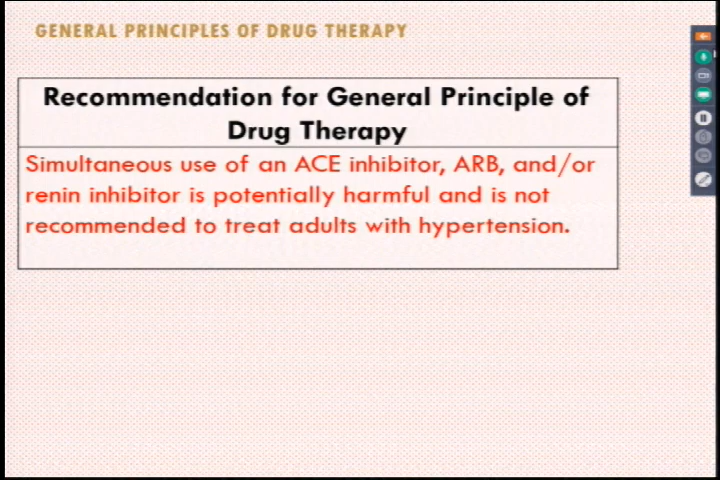 GENERAL PRINCIPLES OF DRUG THERAPY
Recommendation for General Principle of
Drug Therapy
Simultaneous use of an ACE inhibitor, ARB, and/or
renin inhibitor is potentially harmful and is not
recommended to treat adults with hypertension.